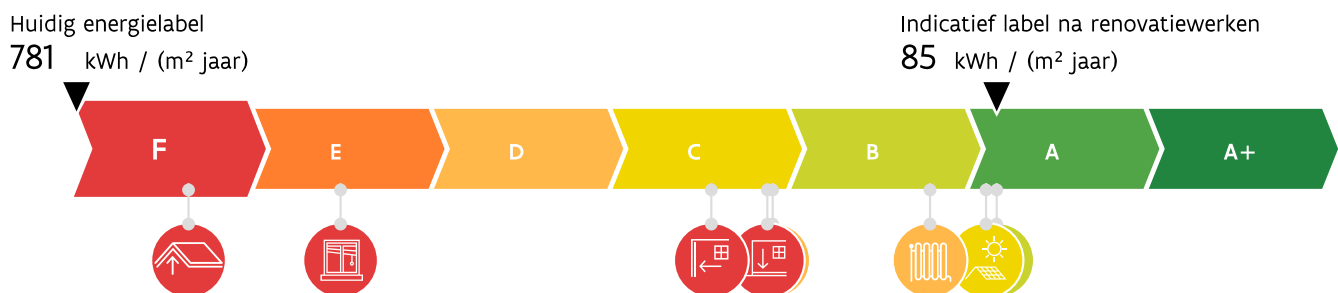 Huidig energielabel
781 kWh / (m² jaar)
Indicatief label na renovatiewerken
85 kWh / (m² jaar)
F E D C B A A+